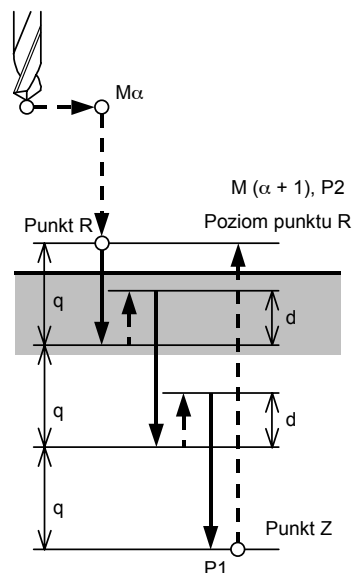 Mα
M (α + 1), P2
Punkt R
Poziom punktu R
q
d
q
d
q
Punkt Z
P1